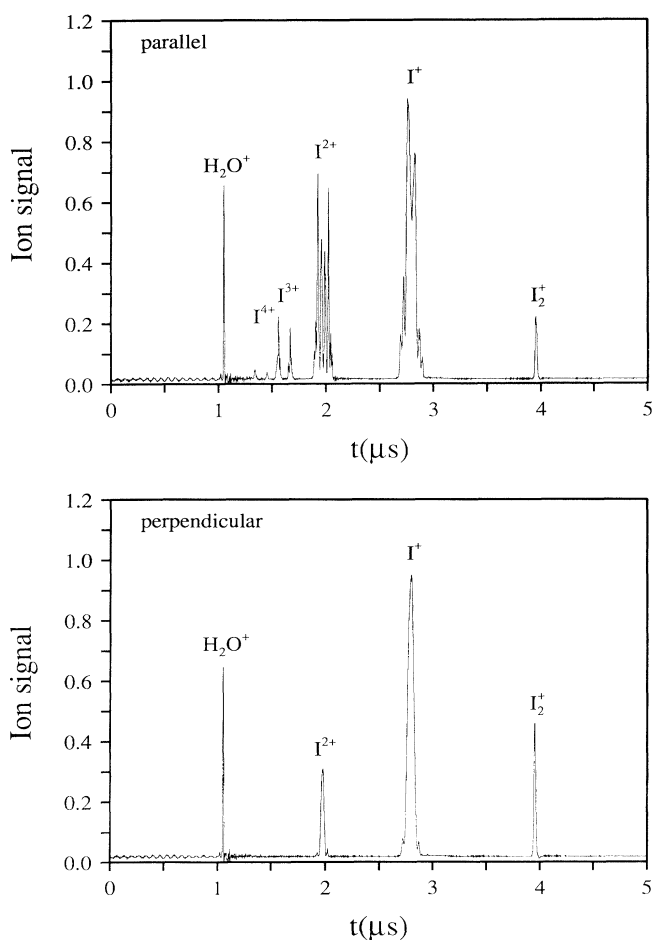 1.2
parallel
I⁺
1.0
0.8
I²⁺
H₂O⁺
0.6
Ion signal
0.4
I³⁺
I⁴⁺
I₂⁺
0.2
0.0
0 1 2 3 4 5
t(μs)
1.2
perpendicular
I⁺
1.0
0.8
H₂O⁺
0.6
Ion signal
I₂⁺
0.4
I²⁺
0.2
0.0
0 1 2 3 4 5
t(μs)